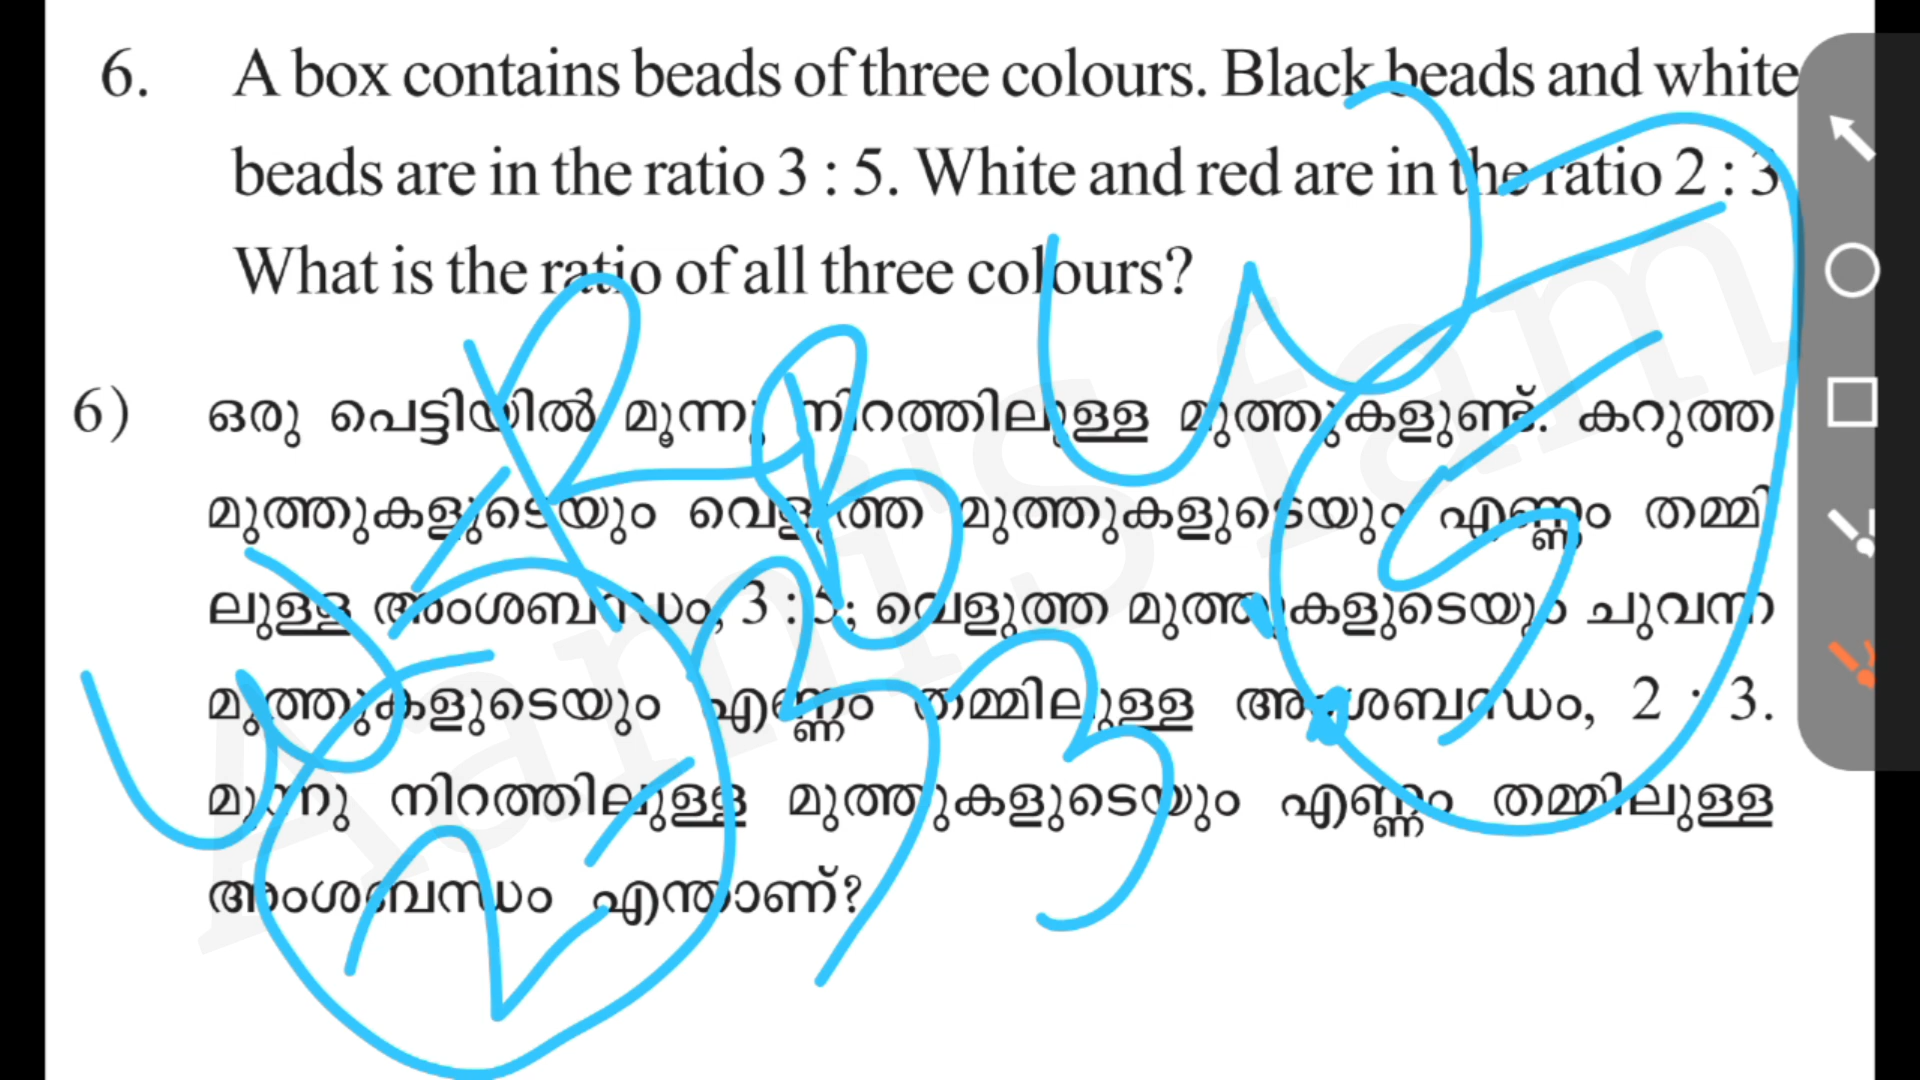 6. A box contains beads of three colours. Black beads and white
beads are in the ratio 3 : 5. White and red are in the ratio 2 : 3
What is the ratio of all three colours?
6) ഒരു പെട്ടിയിൽ മൂന്നു നിറത്തിലുള്ള മുത്തുകളുണ്ട്. കറുത്ത
മുത്തുകളുടെയും വെളുത്ത മുത്തുകളുടെയും എണ്ണം തമ്മി
ലുള്ള അംശബന്ധം, 3 : 5; വെളുത്ത മുത്തുകളുടെയും ചുവന്ന
മുത്തുകളുടെയും എണ്ണം തമ്മിലുള്ള അംശബന്ധം, 2 : 3.
മൂന്നു നിറത്തിലുള്ള മുത്തുകളുടെയും എണ്ണം തമ്മിലുള്ള
അംശബന്ധം എന്താണ്?
Aami's fam